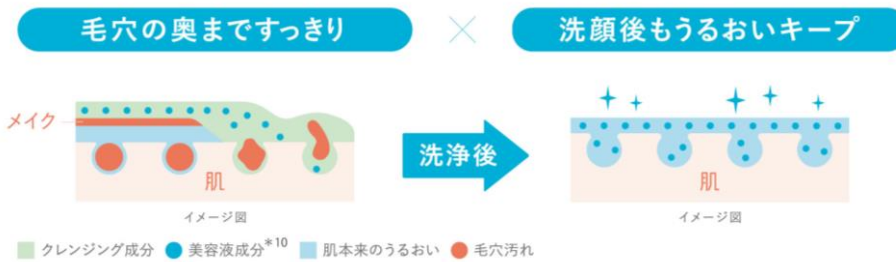 毛穴の奥まですっきり
×
洗顔後もうるおいキープ
メイク
肌
イメージ図
洗浄後
肌
イメージ図
クレンジング成分 美容液成分*10 肌本来のうるおい 毛穴汚れ